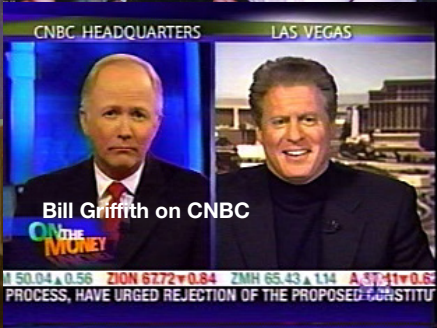 CNBC HEADQUARTERS
LAS VEGAS
Bill Griffith on CNBC
ON THE
MONEY
M 50.04▲0.56 ZION 67.72▼0.84 ZMH 65.43▲1.14 A
PROCESS, HAVE URGED REJECTION OF THE PROPOSED CONSTITU